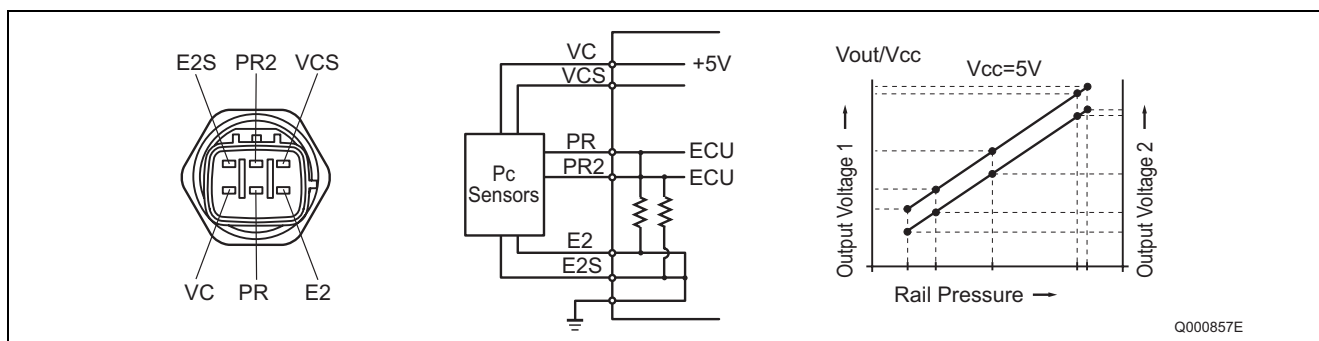 E2S PR2 VCS
VC PR E2
VC
+5V
VCS
PR
ECU
PR2
ECU
Pc
Sensors
E2
E2S
Vout/Vcc
Vcc=5V
Output Voltage 1
Output Voltage 2
Rail Pressure
Q000857E